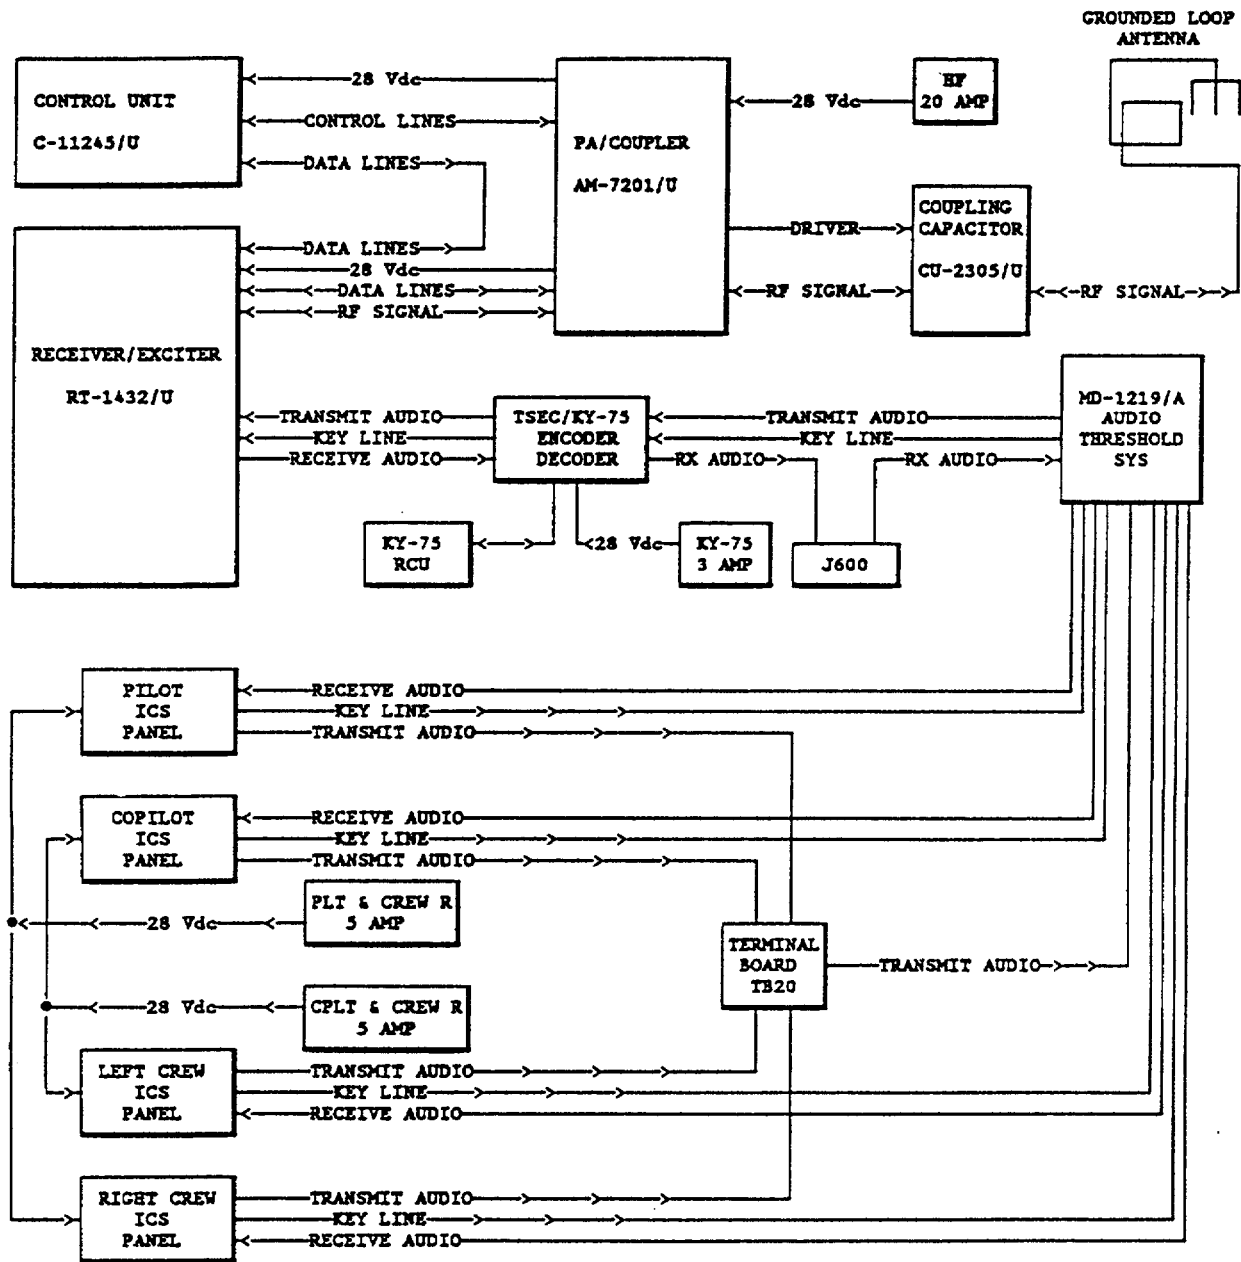 GROUNDED LOOP
ANTENNA
CONTROL UNIT
C-11245/U
28 Vdc
CONTROL LINES
DATA LINES
PA/COUPLER
AM-7201/U
28 Vdc
HF
20 AMP
DRIVER
RF SIGNAL
COUPLING
CAPACITOR
CU-2305/U
RF SIGNAL
DATA LINES
28 Vdc
DATA LINES
RF SIGNAL
RECEIVER/EXCITER
RT-1432/U
TRANSMIT AUDIO
KEY LINE
RECEIVE AUDIO
TSEC/KY-75
ENCODER
DECODER
TRANSMIT AUDIO
KEY LINE
RX AUDIO
RX AUDIO
MD-1219/A
AUDIO
THRESHOLD
SYS
KY-75
RCU
28 Vdc
KY-75
3 AMP
J600
PILOT
ICS
PANEL
RECEIVE AUDIO
KEY LINE
TRANSMIT AUDIO
COPILOT
ICS
PANEL
RECEIVE AUDIO
KEY LINE
TRANSMIT AUDIO
28 Vdc
PLT & CREW R
5 AMP
TERMINAL
BOARD
TB20
TRANSMIT AUDIO
28 Vdc
CPLT & CREW R
5 AMP
LEFT CREW
ICS
PANEL
TRANSMIT AUDIO
KEY LINE
RECEIVE AUDIO
RIGHT CREW
ICS
PANEL
TRANSMIT AUDIO
KEY LINE
RECEIVE AUDIO